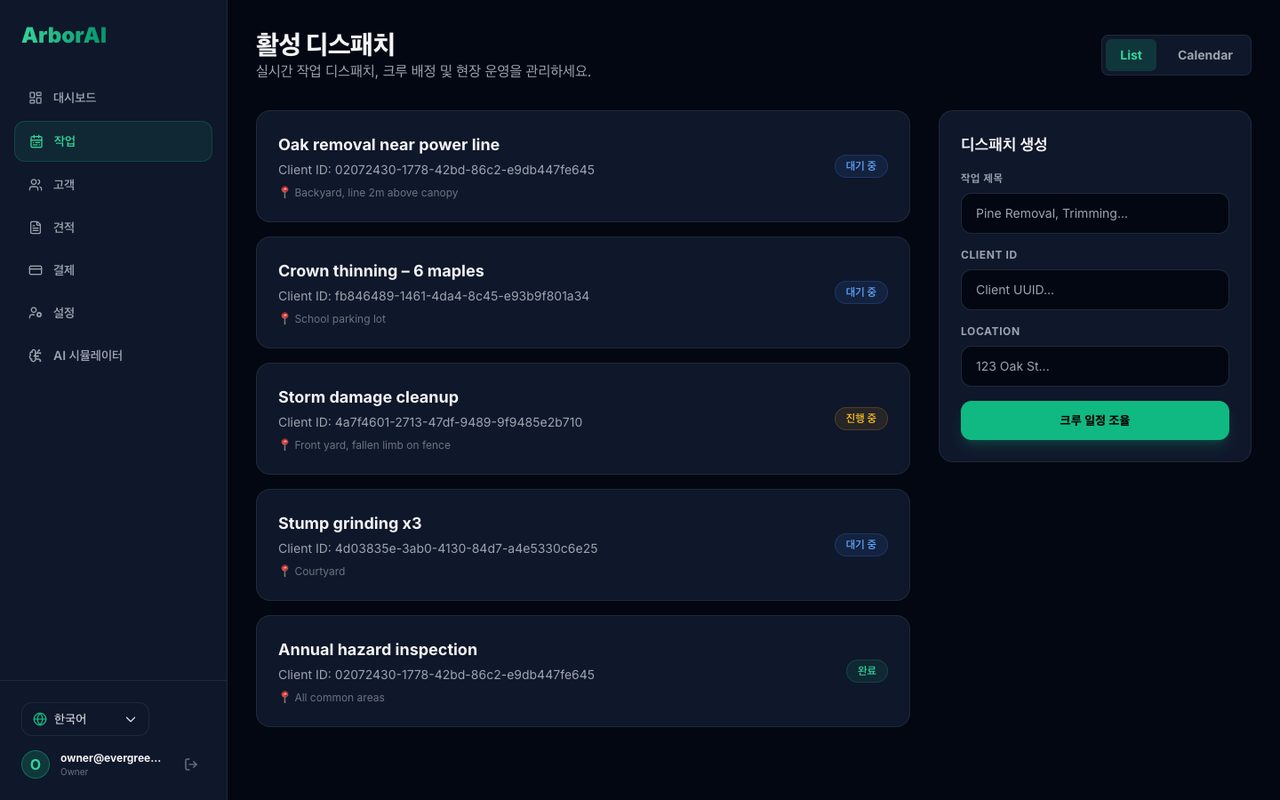 ArborAI
대시보드
작업
고객
견적
결제
설정
AI 시뮬레이터
한국어
O
owner@evergree...
Owner
활성 디스패치
실시간 작업 디스패치, 크루 배정 및 현장 운영을 관리하세요.
List
Calendar
Oak removal near power line
Client ID: 02072430-1778-42bd-86c2-e9db447fe645
Backyard, line 2m above canopy
대기 중
Crown thinning – 6 maples
Client ID: fb846489-1461-4da4-8c45-e93b9f801a34
School parking lot
대기 중
Storm damage cleanup
Client ID: 4a7f4601-2713-47df-9489-9f9485e2b710
Front yard, fallen limb on fence
진행 중
Stump grinding x3
Client ID: 4d03835e-3ab0-4130-84d7-a4e5330c6e25
Courtyard
대기 중
Annual hazard inspection
Client ID: 02072430-1778-42bd-86c2-e9db447fe645
All common areas
완료
디스패치 생성
작업 제목
Pine Removal, Trimming...
CLIENT ID
Client UUID...
LOCATION
123 Oak St...
크루 일정 조율